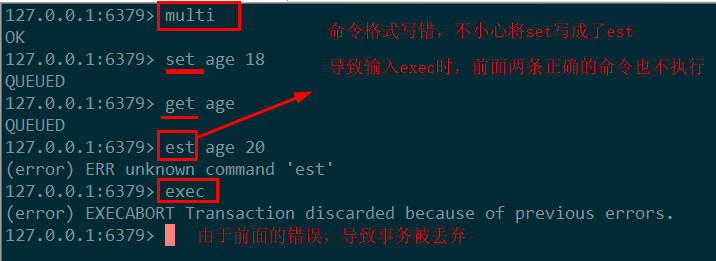 127.0.0.1:6379> multi
命令格式写错，不小心将set写成了est
OK
127.0.0.1:6379> set age 18
导致输入exec时，前面两条正确的命令也不执行
QUEUED
127.0.0.1:6379> get age
QUEUED
127.0.0.1:6379> est age 20
(error) ERR unknown command 'est'
127.0.0.1:6379> exec
(error) EXECABORT Transaction discarded because of previous errors.
127.0.0.1:6379>
由于前面的错误，导致事务被丢弃